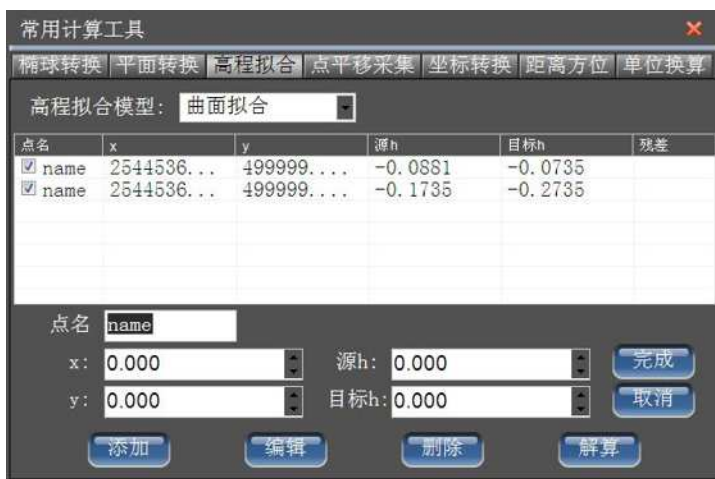 常用计算工具
椭球转换 平面转换 高程拟合 点平移采集 坐标转换 距离方位 单位换算
高程拟合模型: 曲面拟合
点名 x y 源h 目标h 残差
name 2544536... 499999.... -0.0881 -0.0735
name 2544536... 499999.... -0.1735 -0.2735
点名 name
x: 0.000 源h: 0.000 完成
y: 0.000 目标h: 0.000 取消
添加 编辑 删除 解算